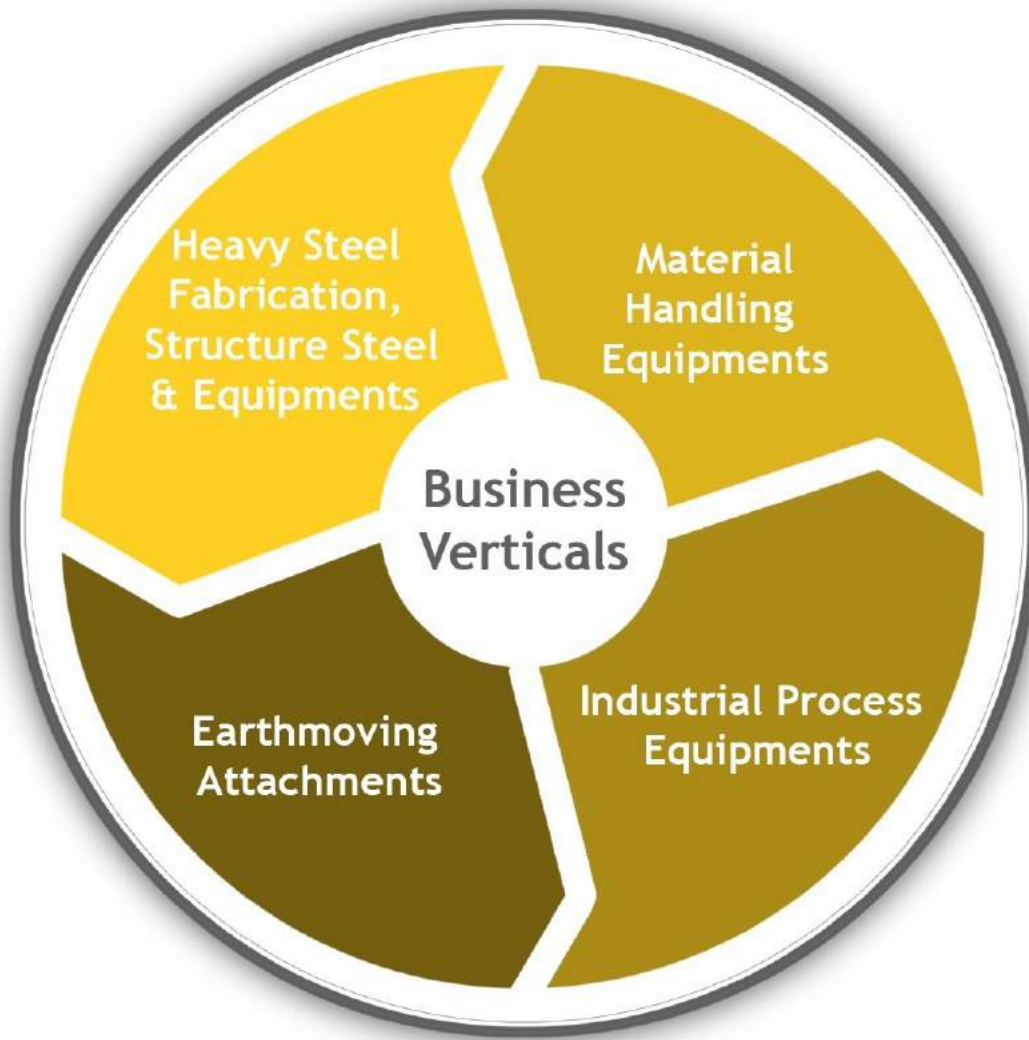 Heavy Steel
Fabrication,
Structure Steel
& Equipments
Material
Handling
Equipments
Business
Verticals
Earthmoving
Attachments
Industrial Process
Equipments